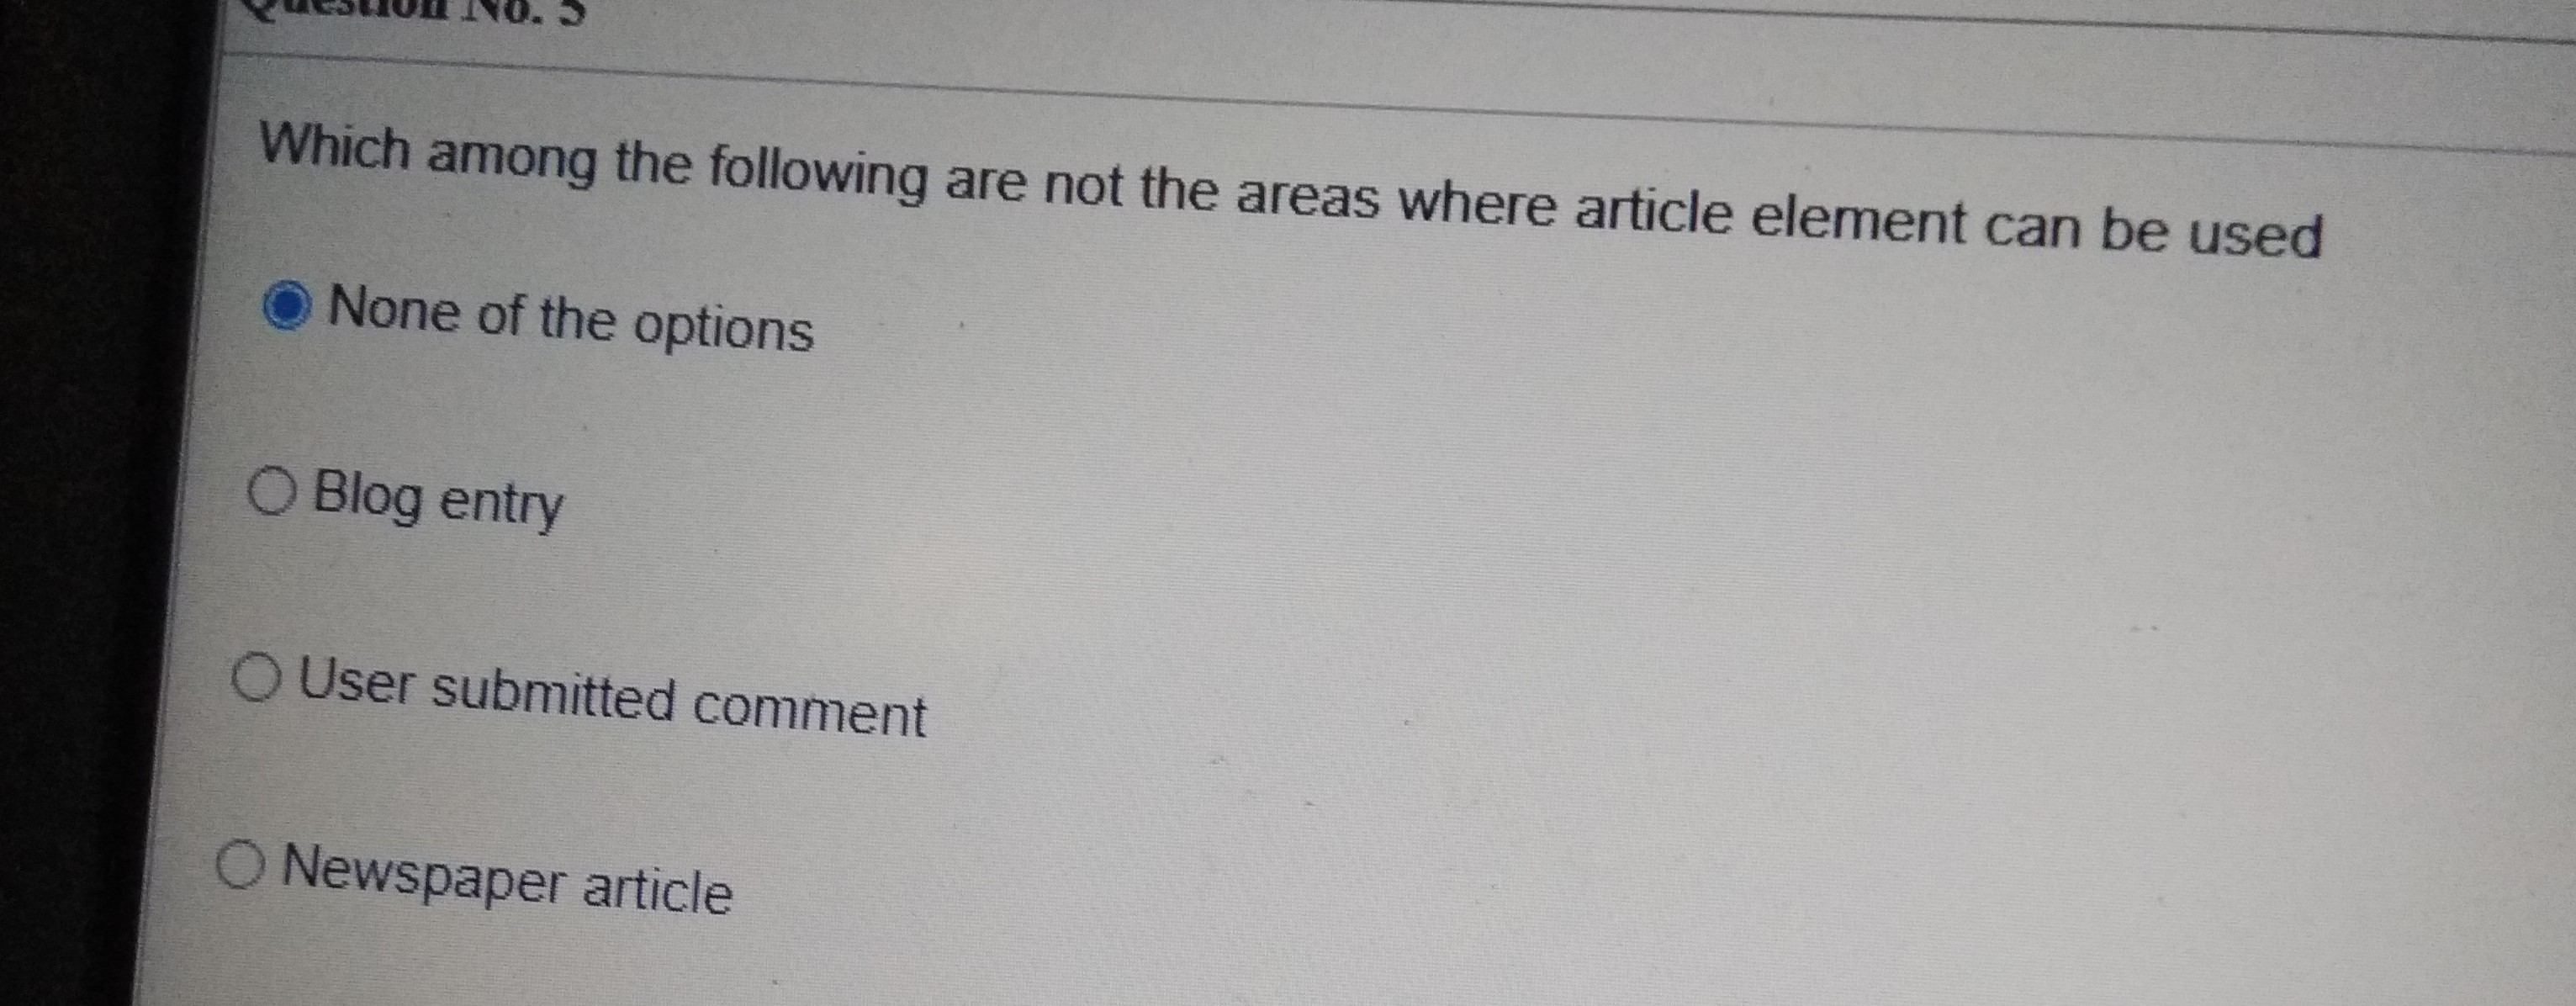 Question No. 5
Which among the following are not the areas where article element can be used
None of the options
Blog entry
User submitted comment
Newspaper article